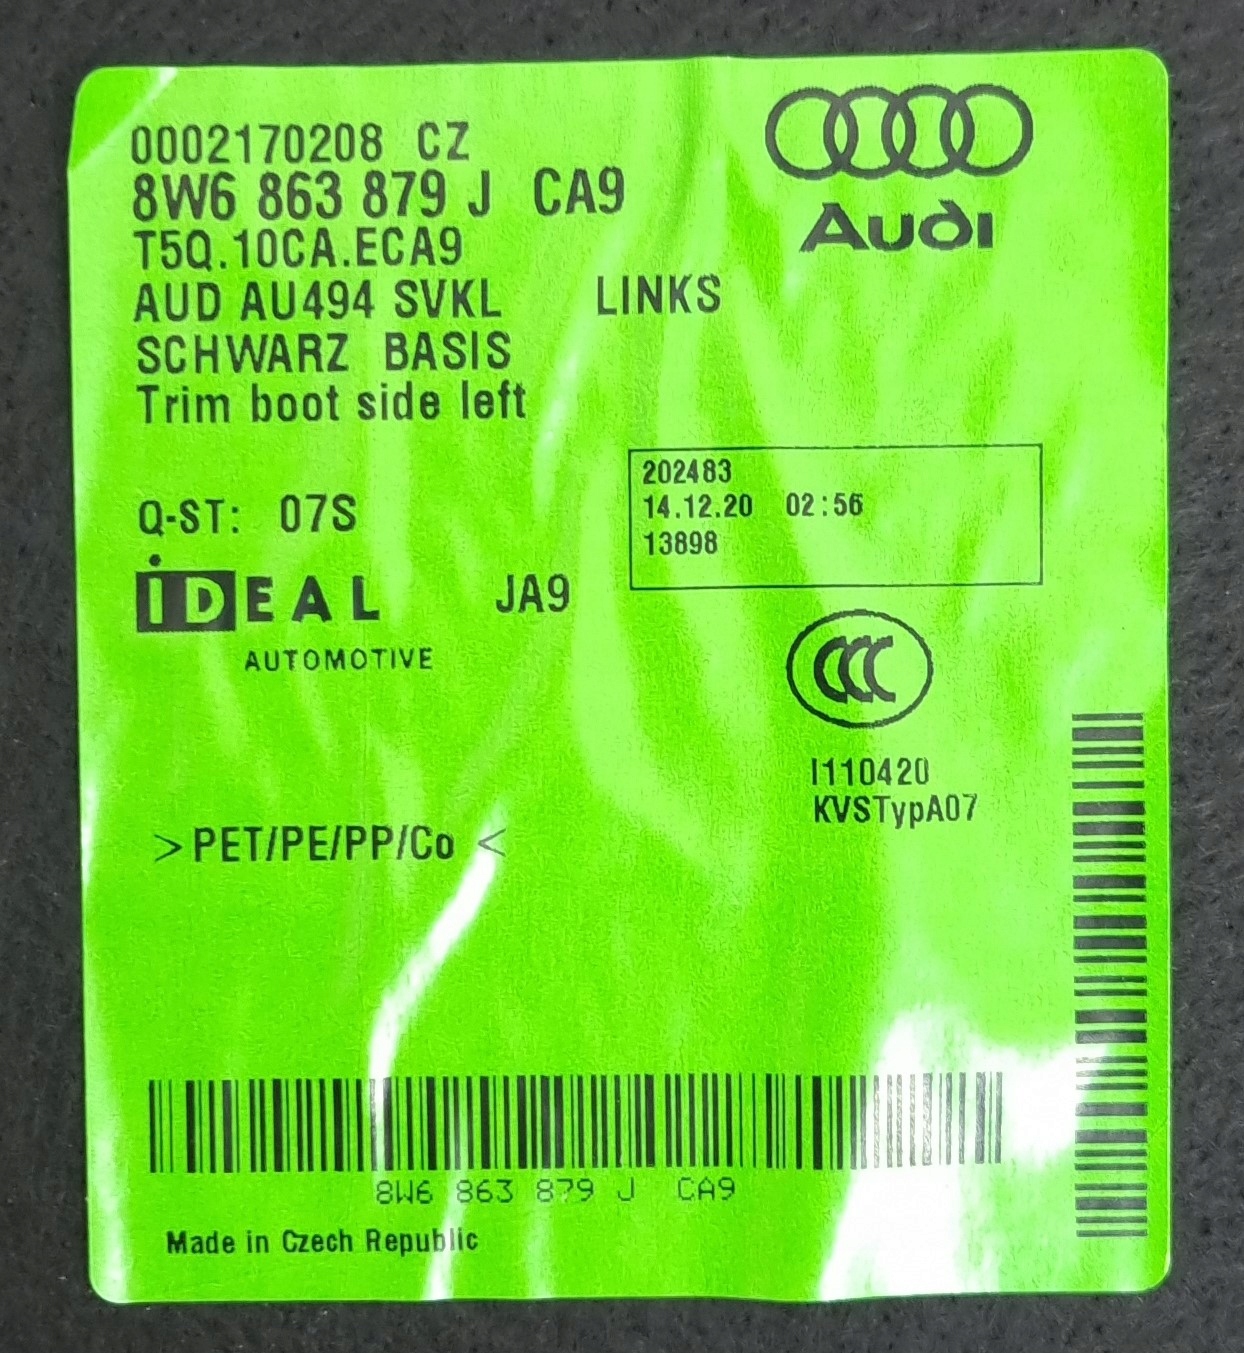 0002170208 CZ
8W6 863 879 J CA9
T5Q.10CA.ECA9
AUD AU494 SVKL LINKS
SCHWARZ BASIS
Trim boot side left
Audi
202483
14.12.20 02:56
13898
Q-ST: 07S
iDEAL JA9
AUTOMOTIVE
CCC
I110420
KVSTypA07
>PET/PE/PP/Co <
8W6 863 879 J CA9
Made in Czech Republic